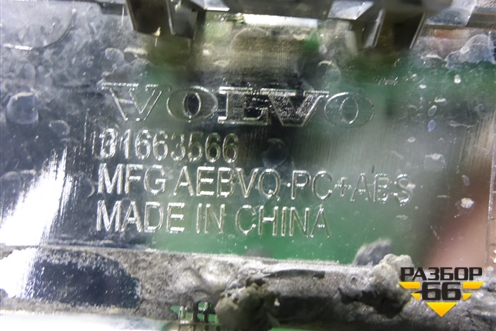 VOLVO
31663566
MFG AEBVQ >PC+ABS
MADE IN CHINA
РАЗБОР
66